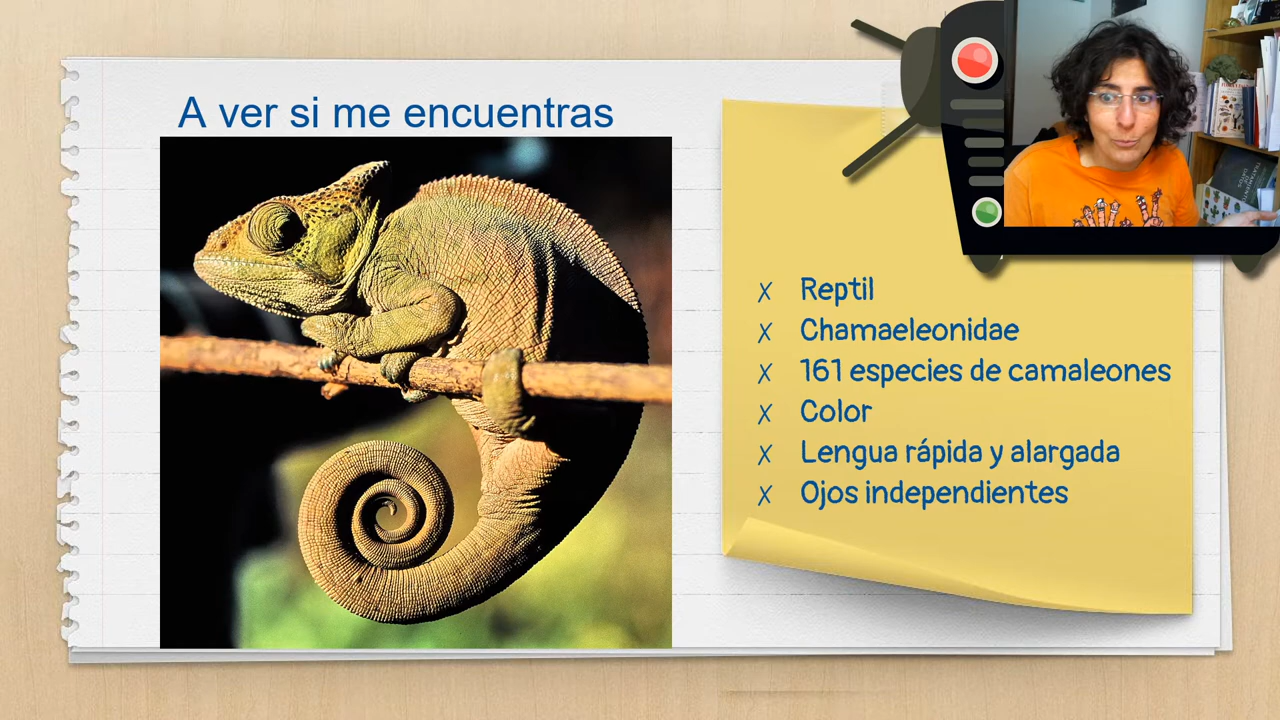 A ver si me encuentras
x Reptil
x Chamaeleonidae
x 161 especies de camaleones
x Color
x Lengua rápida y alargada
x Ojos independientes